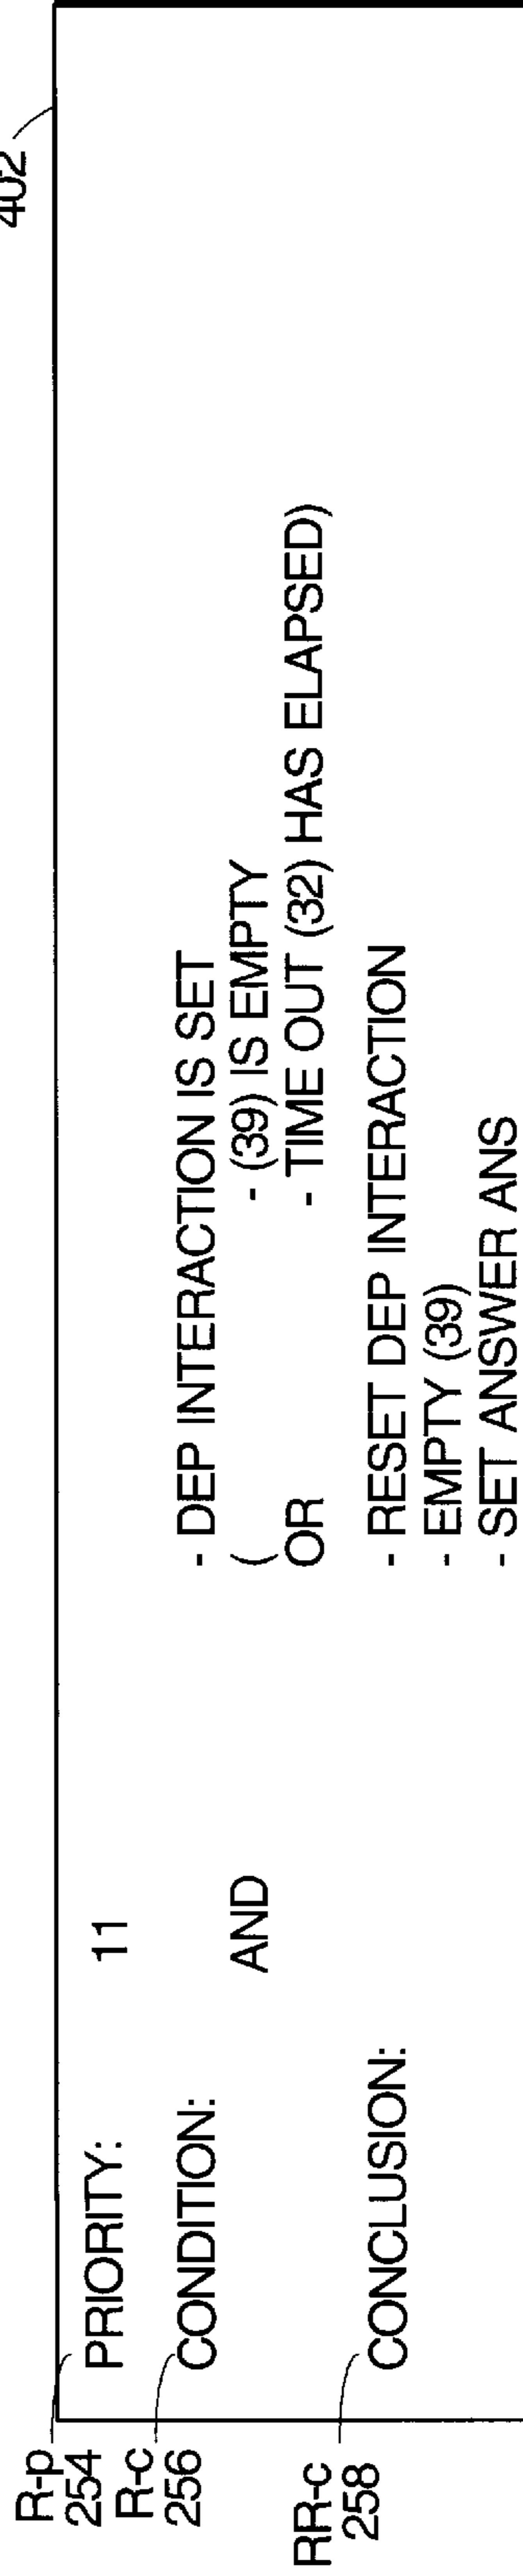 402
R-p
254
PRIORITY: 11
R-c
256
CONDITION: - DEP INTERACTION IS SET
AND ( - (39) IS EMPTY
OR - TIME OUT (32) HAS ELAPSED)
RR-c
258
CONCLUSION: - RESET DEP INTERACTION
- EMPTY (39)
- SET ANSWER ANS